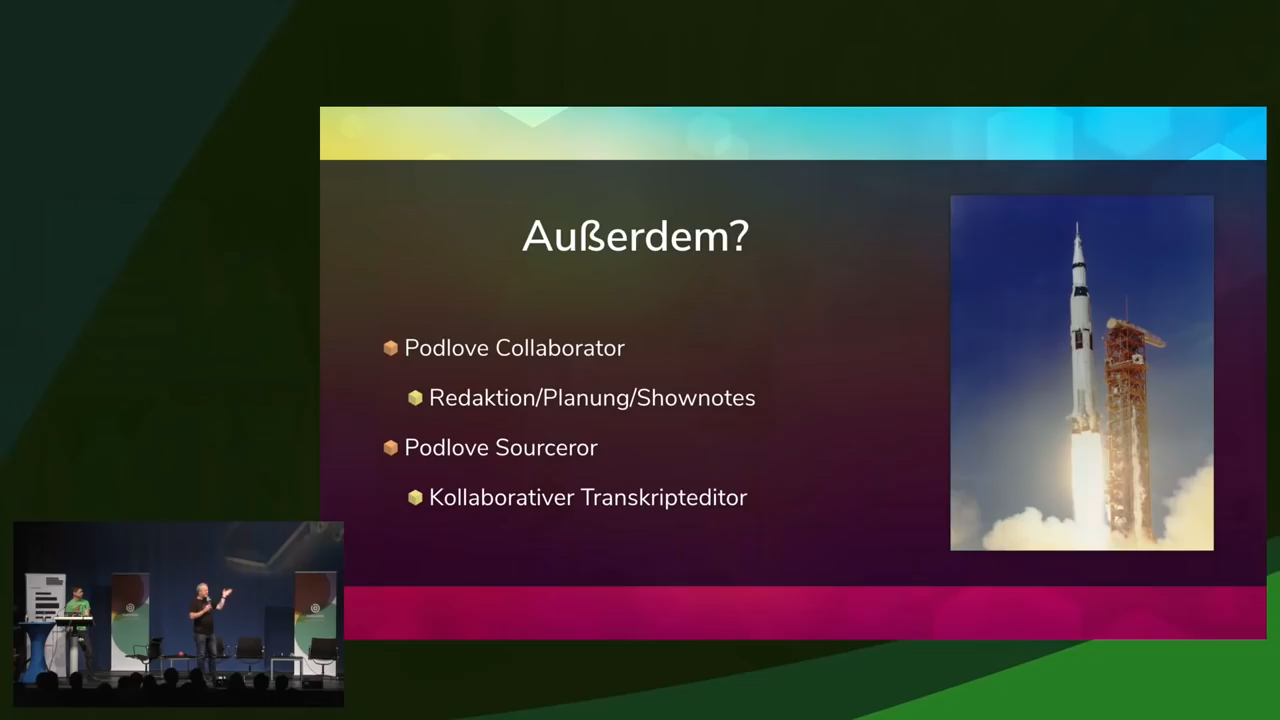 Außerdem?
Podlove Collaborator
Redaktion/Planung/Shownotes
Podlove Sourceror
Kollaborativer Transkripteditor